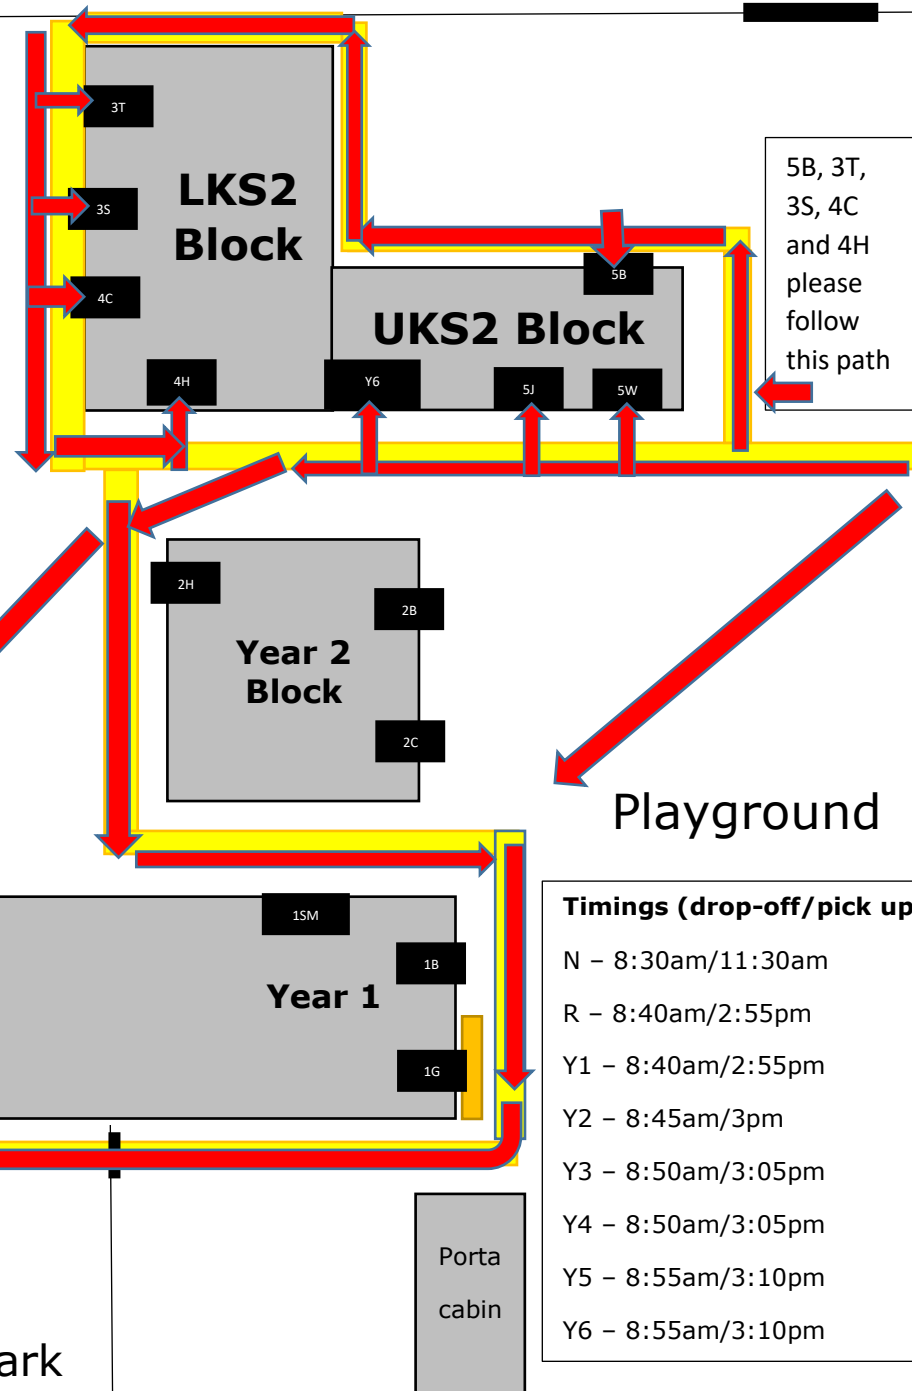 3T
LKS2
Block
3S
4C
4H
5B
UKS2 Block
Y6
5J
5W
5B, 3T,
3S, 4C
and 4H
please
follow
this path
2H
2B
Year 2
Block
2C
Playground
1SM
1B
Year 1
1G
Timings (drop-off/pick up
N – 8:30am/11:30am
R – 8:40am/2:55pm
Y1 – 8:40am/2:55pm
Y2 – 8:45am/3pm
Y3 – 8:50am/3:05pm
Y4 – 8:50am/3:05pm
Y5 – 8:55am/3:10pm
Y6 – 8:55am/3:10pm
Porta
cabin
ark